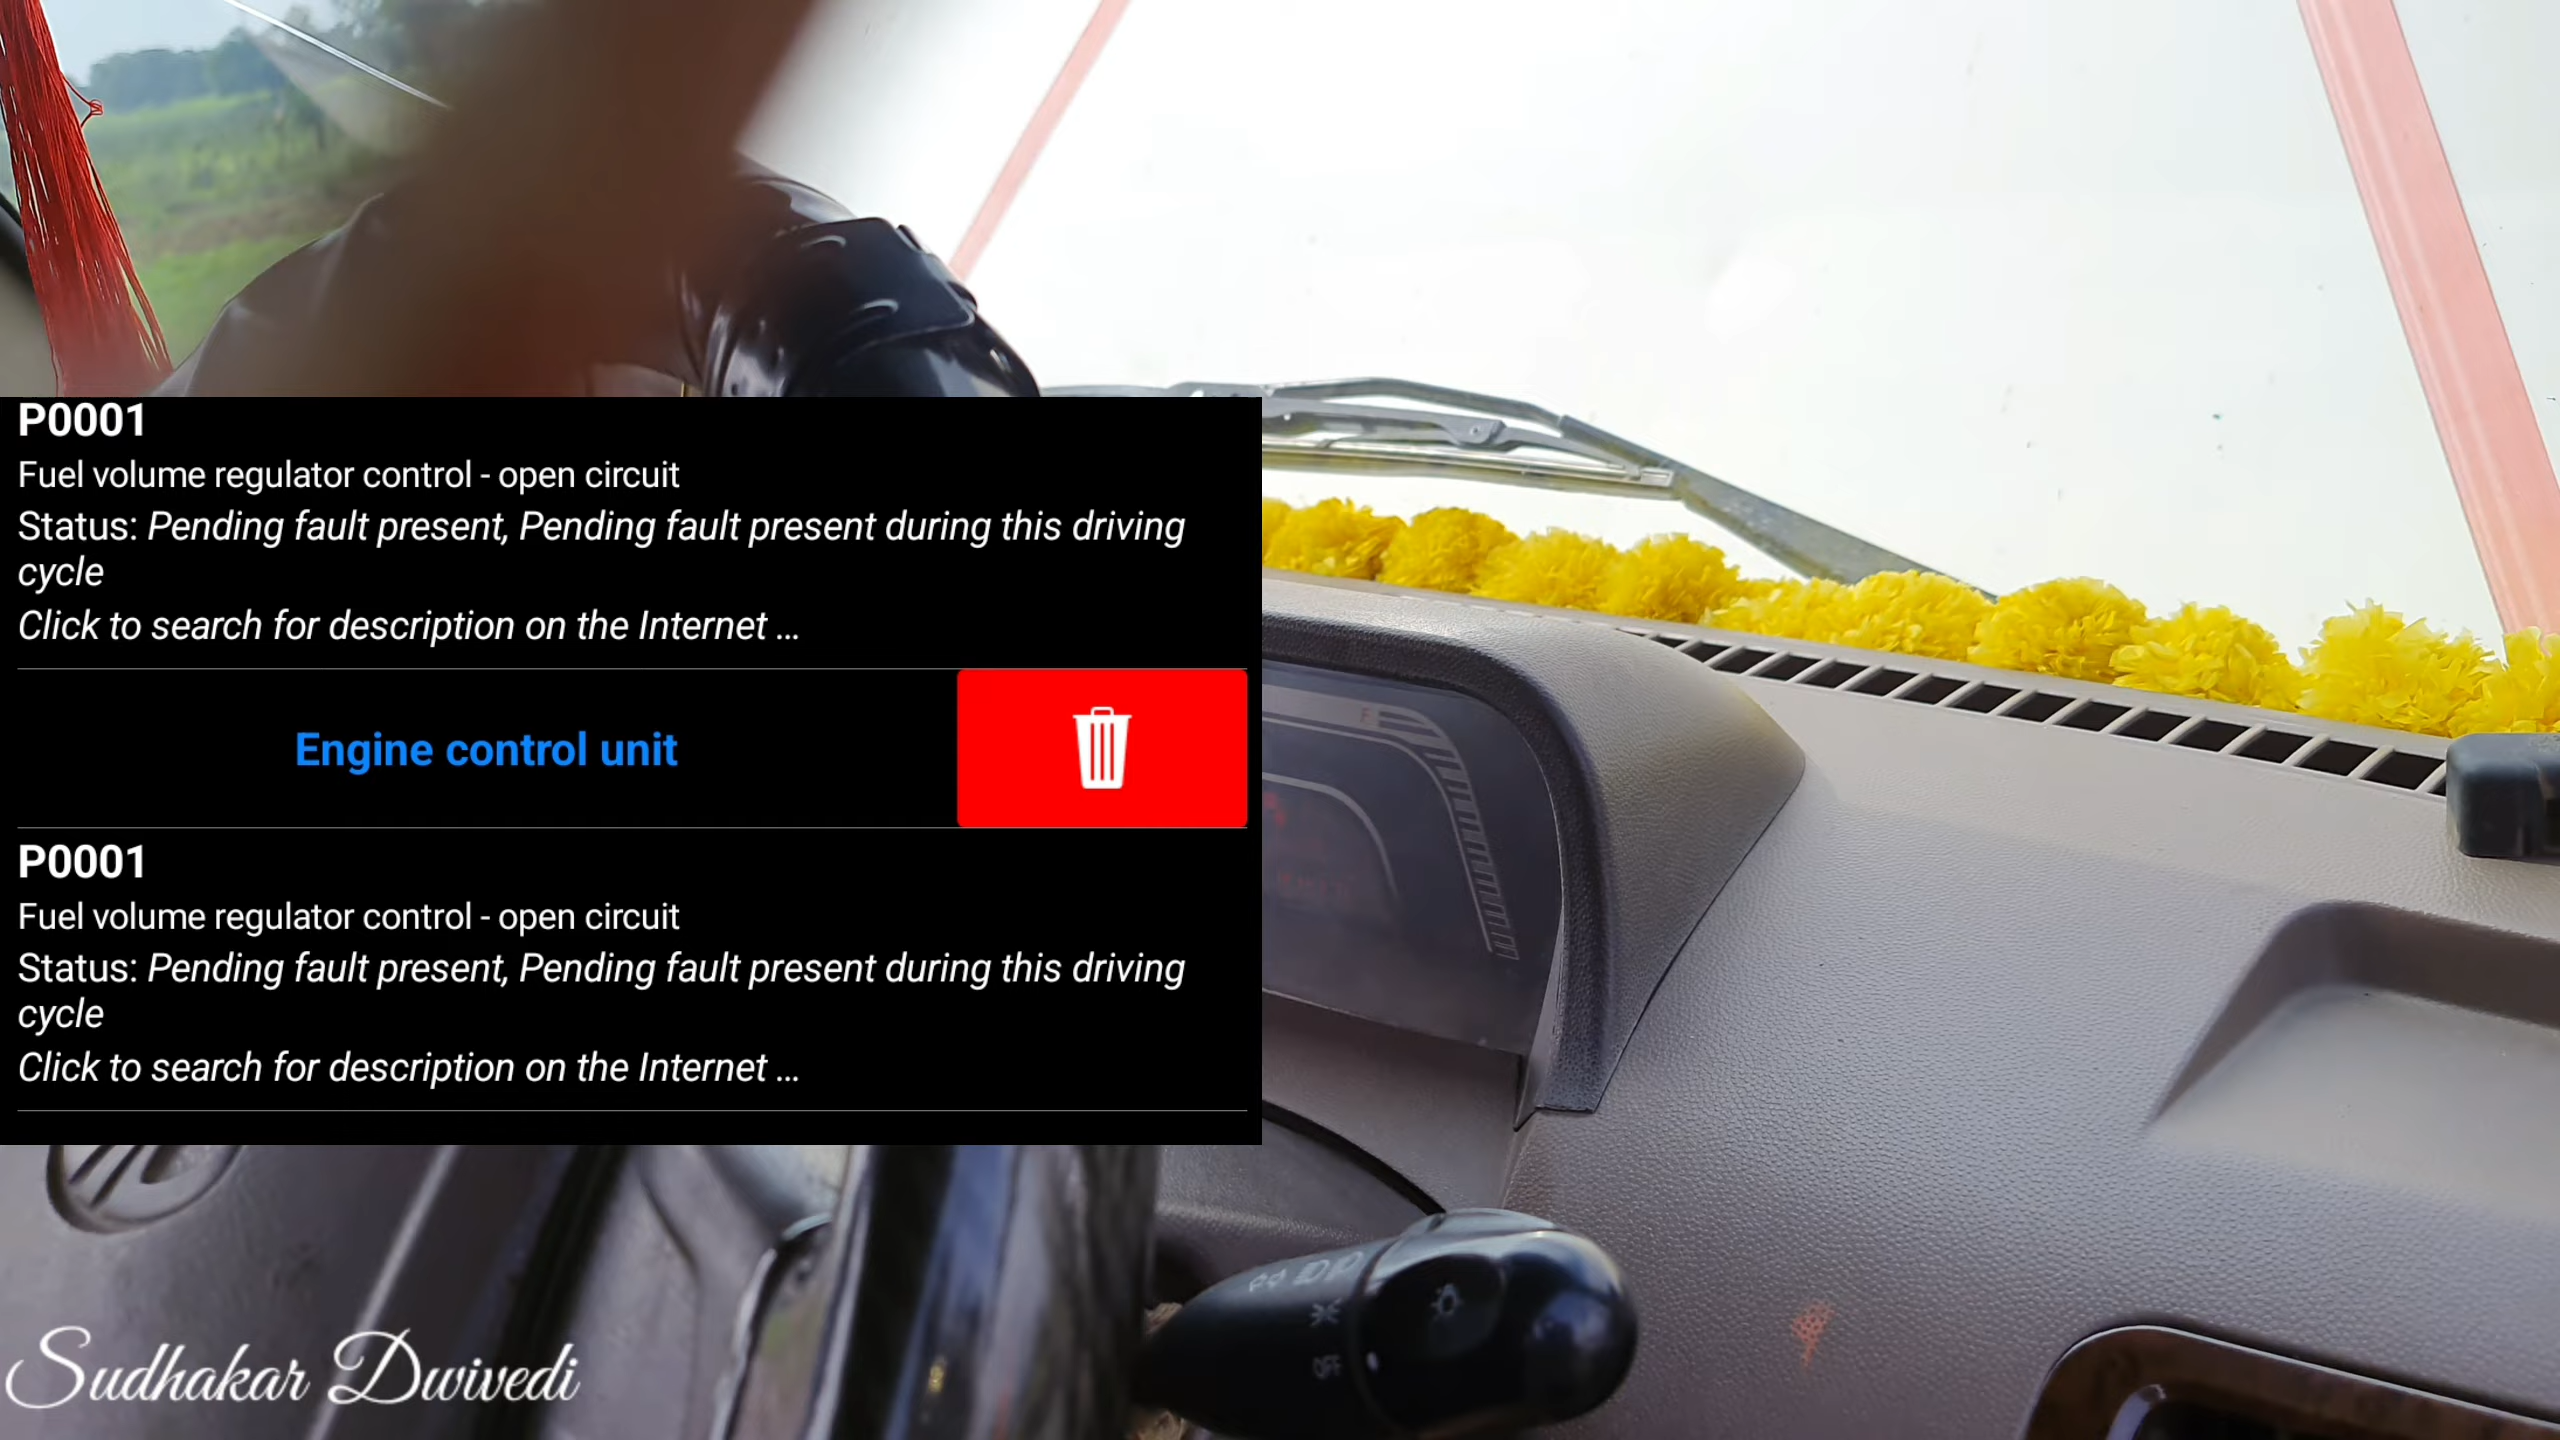 P0001
Fuel volume regulator control - open circuit
Status: Pending fault present, Pending fault present during this driving
cycle
Click to search for description on the Internet ...
Engine control unit
P0001
Fuel volume regulator control - open circuit
Status: Pending fault present, Pending fault present during this driving
cycle
Click to search for description on the Internet ...
F
OFF
Sudhakar Dwivedi